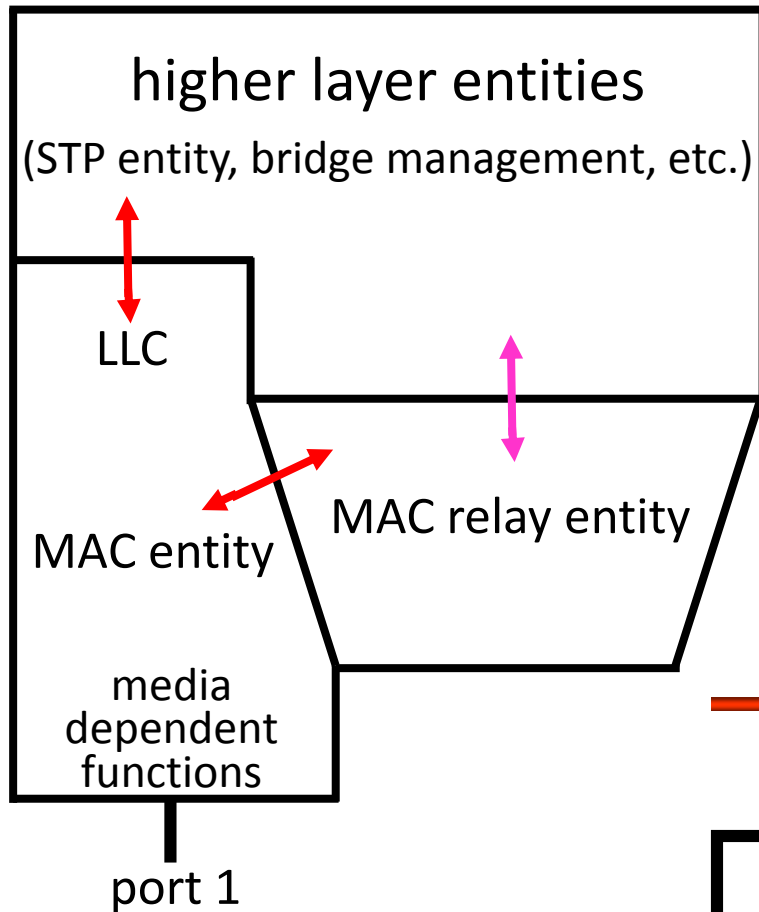 higher layer entities
(STP entity, bridge management, etc.)
LLC
MAC relay entity
MAC entity
media
dependent
functions
port 1